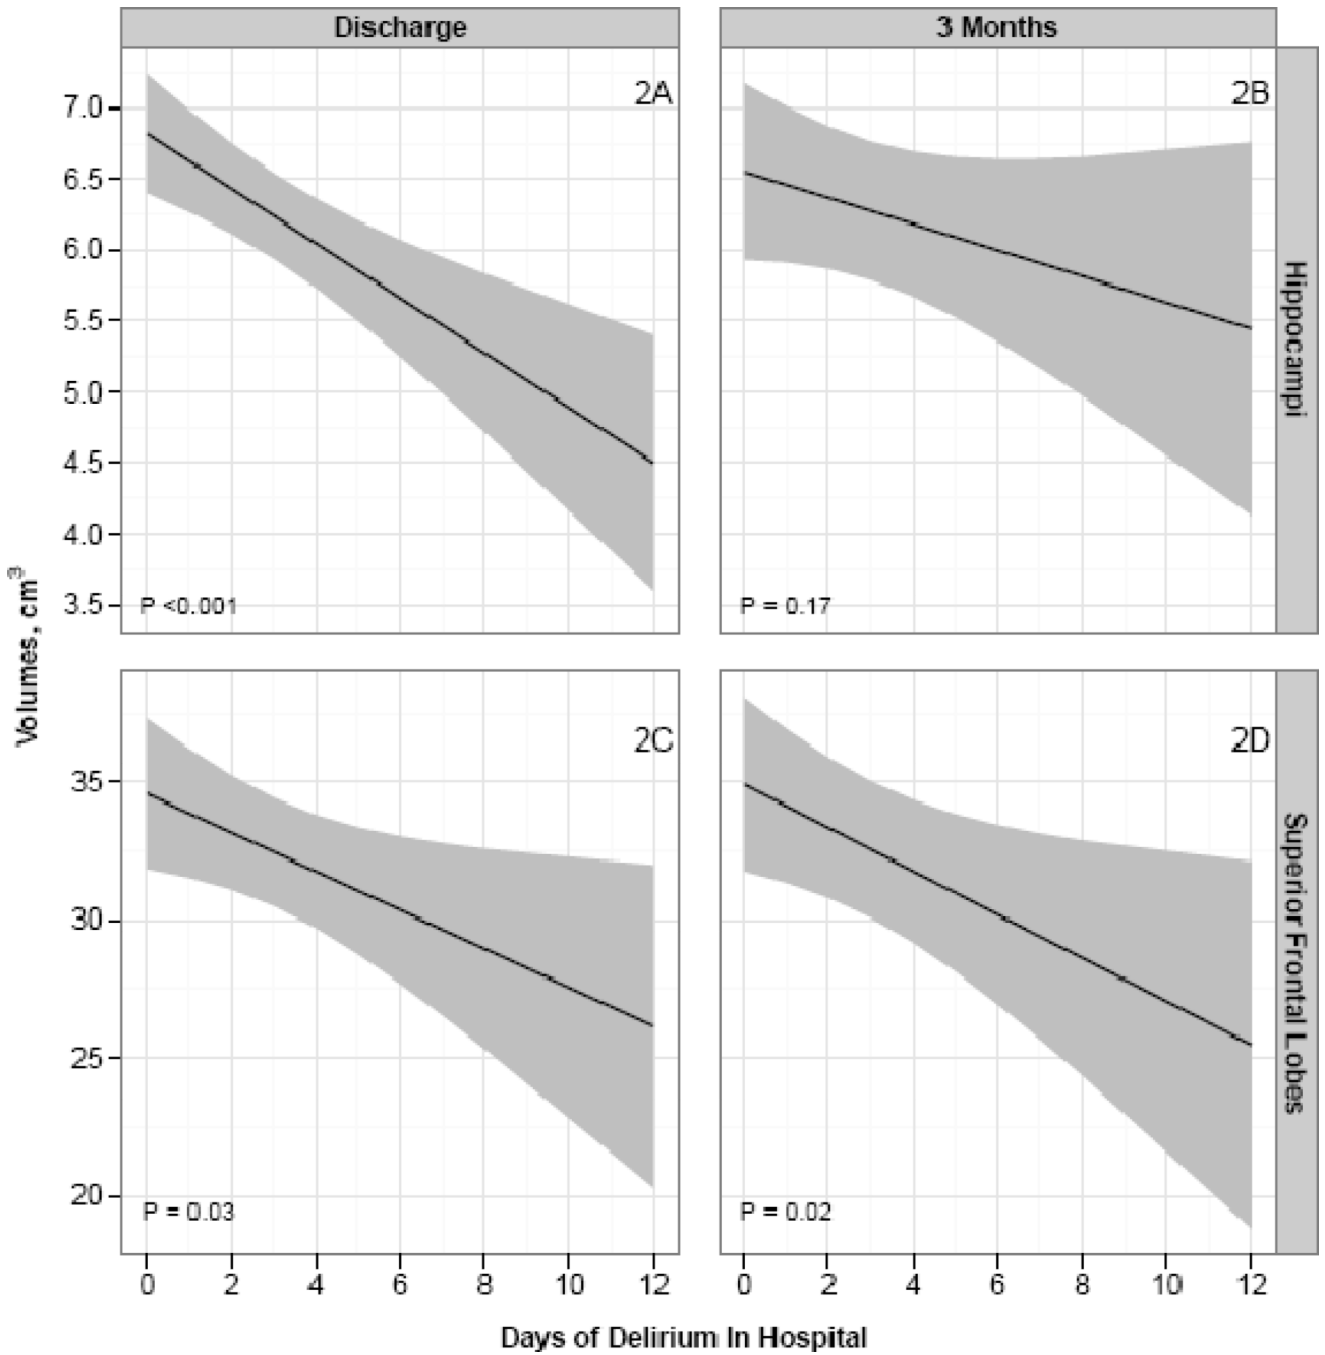 Discharge
3 Months
2A
2B
7.0
6.5
6.0
5.5
5.0
4.5
4.0
3.5
P <0.001
P = 0.17
Hippocampi
Volumes, cm³
2C
2D
35
30
25
20
P = 0.03
P = 0.02
Superior Frontal Lobes
0 2 4 6 8 10 12
0 2 4 6 8 10 12
Days of Delirium In Hospital